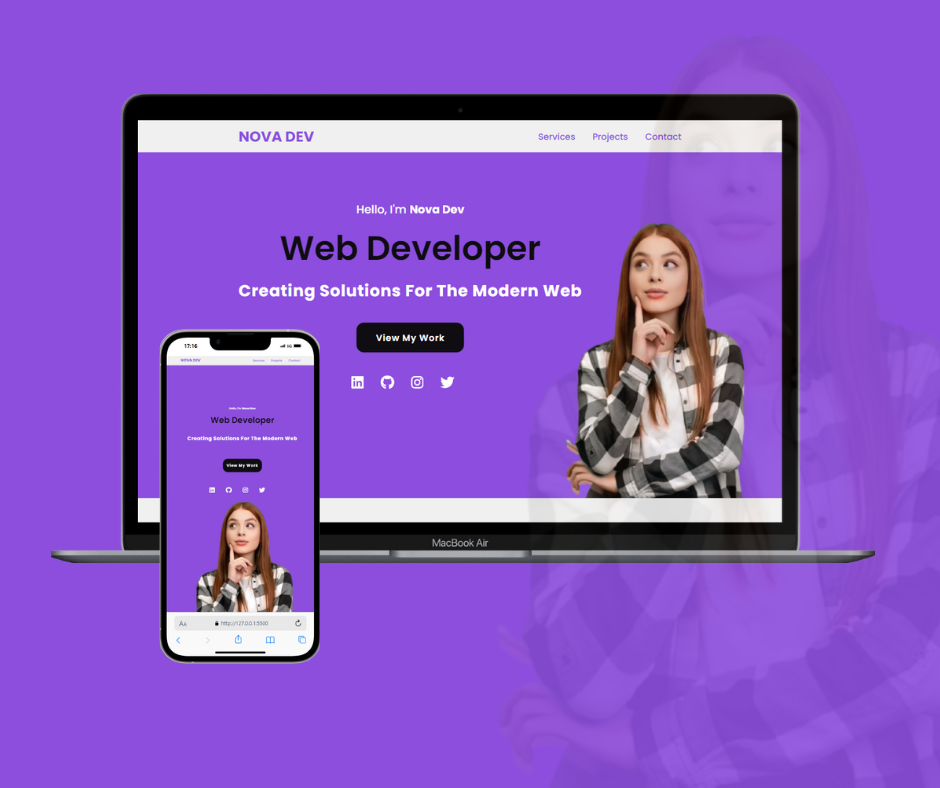 NOVA DEV
Services Projects Contact
Hello, I'm Nova Dev
Web Developer
Creating Solutions For The Modern Web
View My Work
MacBook Air
17:16
5G
NOVA DEV
Services Projects Contact
Hello, I'm Nova Dev
Web Developer
Creating Solutions For The Modern Web
View My Work
AA
http://127.0.0.1:5500